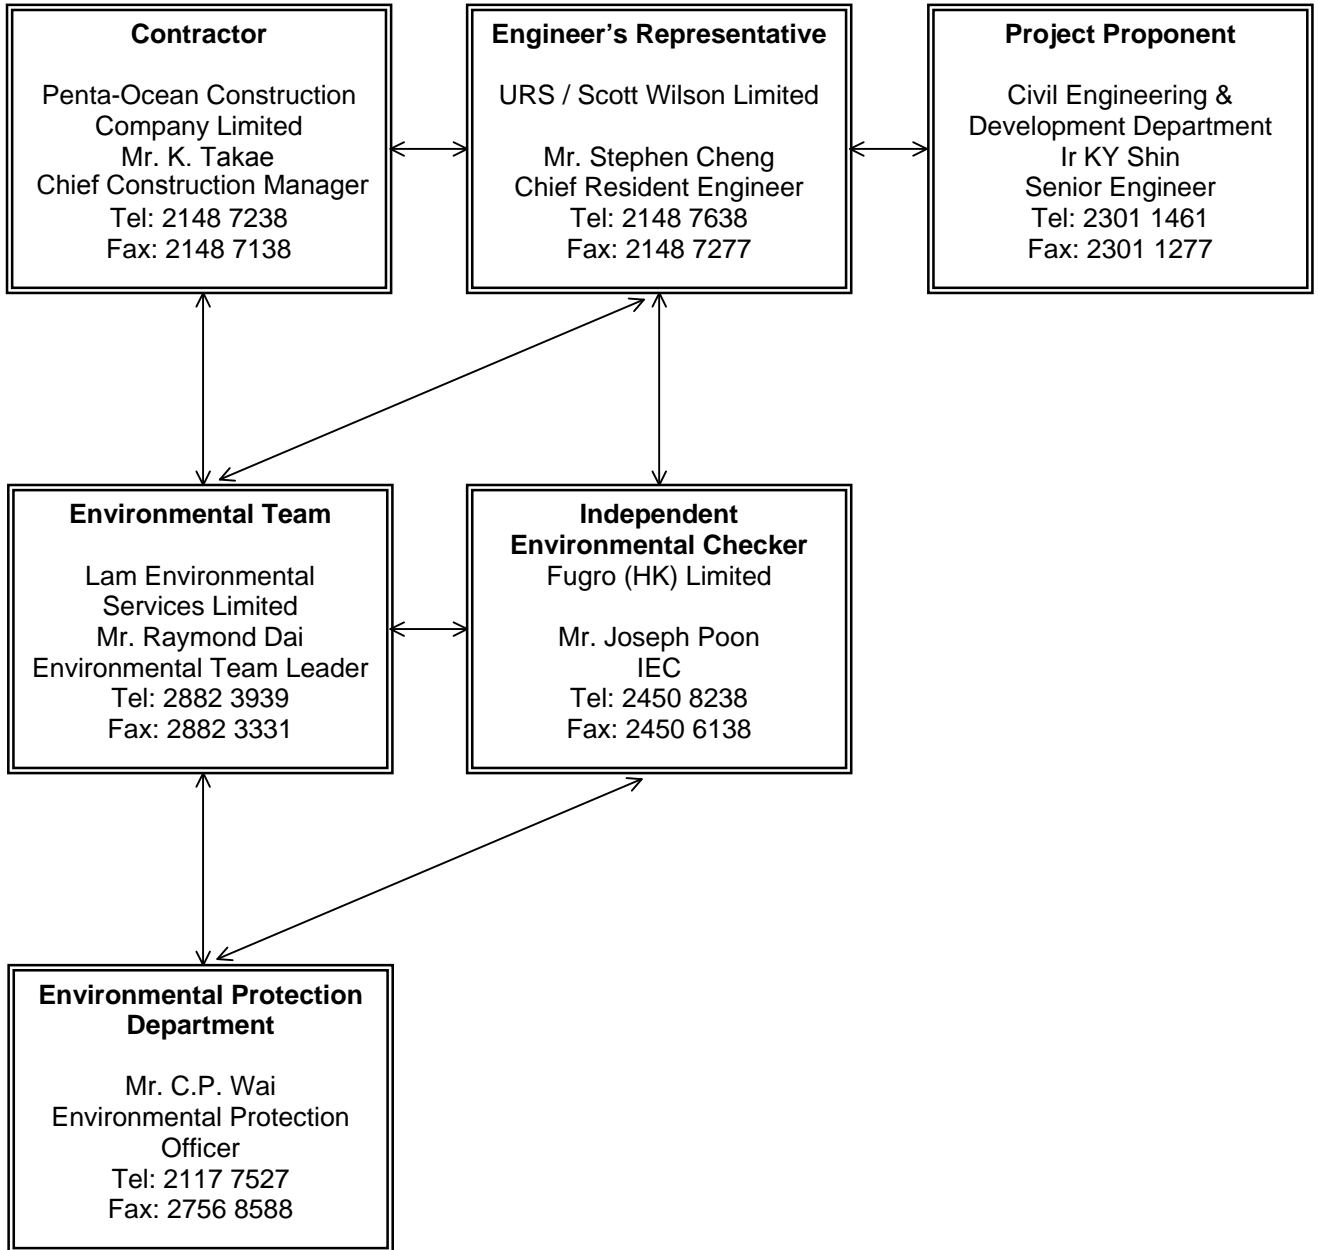 Contractor
Penta-Ocean Construction
Company Limited
Mr. K. Takae
Chief Construction Manager
Tel: 2148 7238
Fax: 2148 7138
Engineer's Representative
URS / Scott Wilson Limited
Mr. Stephen Cheng
Chief Resident Engineer
Tel: 2148 7638
Fax: 2148 7277
Project Proponent
Civil Engineering &
Development Department
Ir KY Shin
Senior Engineer
Tel: 2301 1461
Fax: 2301 1277
Environmental Team
Lam Environmental
Services Limited
Mr. Raymond Dai
Environmental Team Leader
Tel: 2882 3939
Fax: 2882 3331
Independent
Environmental Checker
Fugro (HK) Limited
Mr. Joseph Poon
IEC
Tel: 2450 8238
Fax: 2450 6138
Environmental Protection
Department
Mr. C.P. Wai
Environmental Protection
Officer
Tel: 2117 7527
Fax: 2756 8588